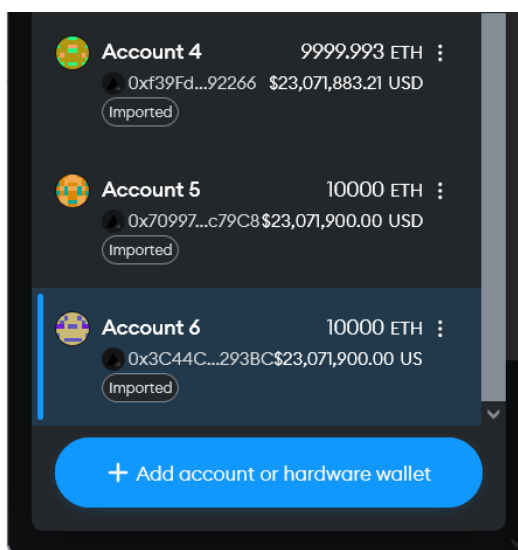 Account 4 9999.993 ETH
0xf39Fd...92266 $23,071,883.21 USD
Imported
Account 5 10000 ETH
0x70997...c79C8 $23,071,900.00 USD
Imported
Account 6 10000 ETH
0x3C44C...293BC $23,071,900.00 US
Imported
+ Add account or hardware wallet